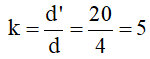 k = d'/d = 20/4 = 5